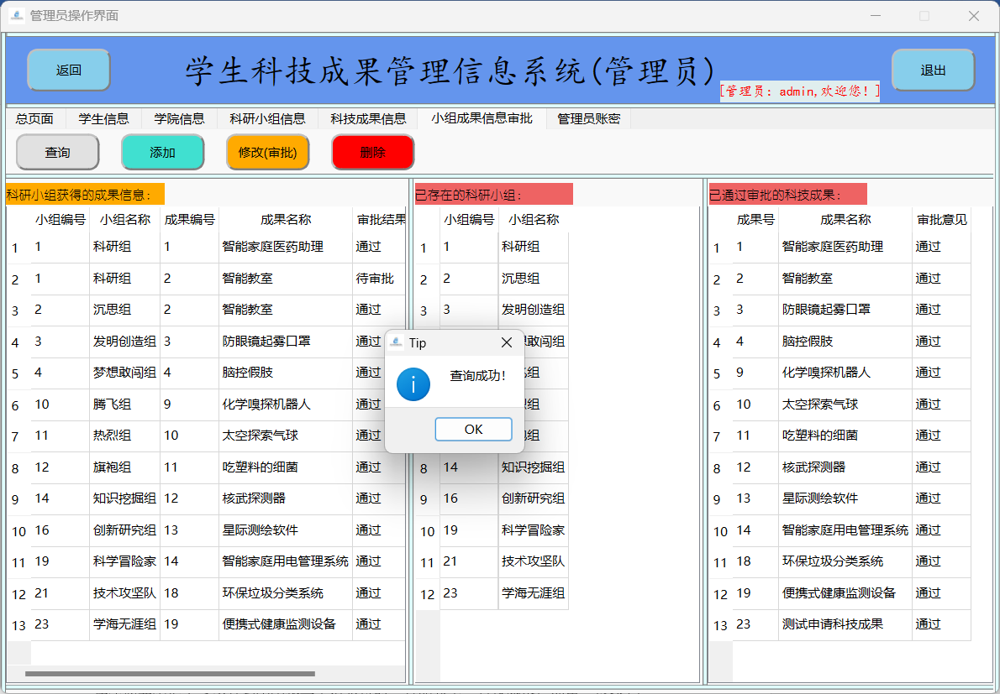 管理员操作界面
返回
学生科技成果管理信息系统(管理员)
[管理员：admin,欢迎您！]
退出
总页面 学生信息 学院信息 科研小组信息 科技成果信息 小组成果信息审批 管理员账密
查询 添加 修改(审批) 删除
科研小组获得的成果信息：
小组编号 小组名称 成果编号 成果名称 审批结果
1 1 科研组 1 智能家庭医药助理 通过
2 1 科研组 2 智能教室 待审批
3 2 沉思组 2 智能教室 通过
4 3 发明创造组 3 防眼镜起雾口罩 通过
5 4 梦想敢闯组 4 脑控假肢 通过
6 10 腾飞组 9 化学嗅探机器人 通过
7 11 热烈组 10 太空探索气球 通过
8 12 旗袍组 11 吃塑料的细菌 通过
9 14 知识挖掘组 12 核武探测器 通过
10 16 创新研究组 13 星际测绘软件 通过
11 19 科学冒险家 14 智能家庭用电管理系统 通过
12 21 技术攻坚队 18 环保垃圾分类系统 通过
13 23 学海无涯组 19 便携式健康监测设备 通过
已存在的科研小组：
小组编号 小组名称
1 1 科研组
2 2 沉思组
3 3 发明创造组
敢闯组
组
组
组
8 14 知识挖掘组
9 16 创新研究组
10 19 科学冒险家
11 21 技术攻坚队
12 23 学海无涯组
Tip
查询成功！
OK
已通过审批的科技成果：
成果号 成果名称 审批意见
1 1 智能家庭医药助理 通过
2 2 智能教室 通过
3 3 防眼镜起雾口罩 通过
4 4 脑控假肢 通过
5 9 化学嗅探机器人 通过
6 10 太空探索气球 通过
7 11 吃塑料的细菌 通过
8 12 核武探测器 通过
9 13 星际测绘软件 通过
10 14 智能家庭用电管理系统 通过
11 18 环保垃圾分类系统 通过
12 19 便携式健康监测设备 通过
13 23 测试申请科技成果 通过